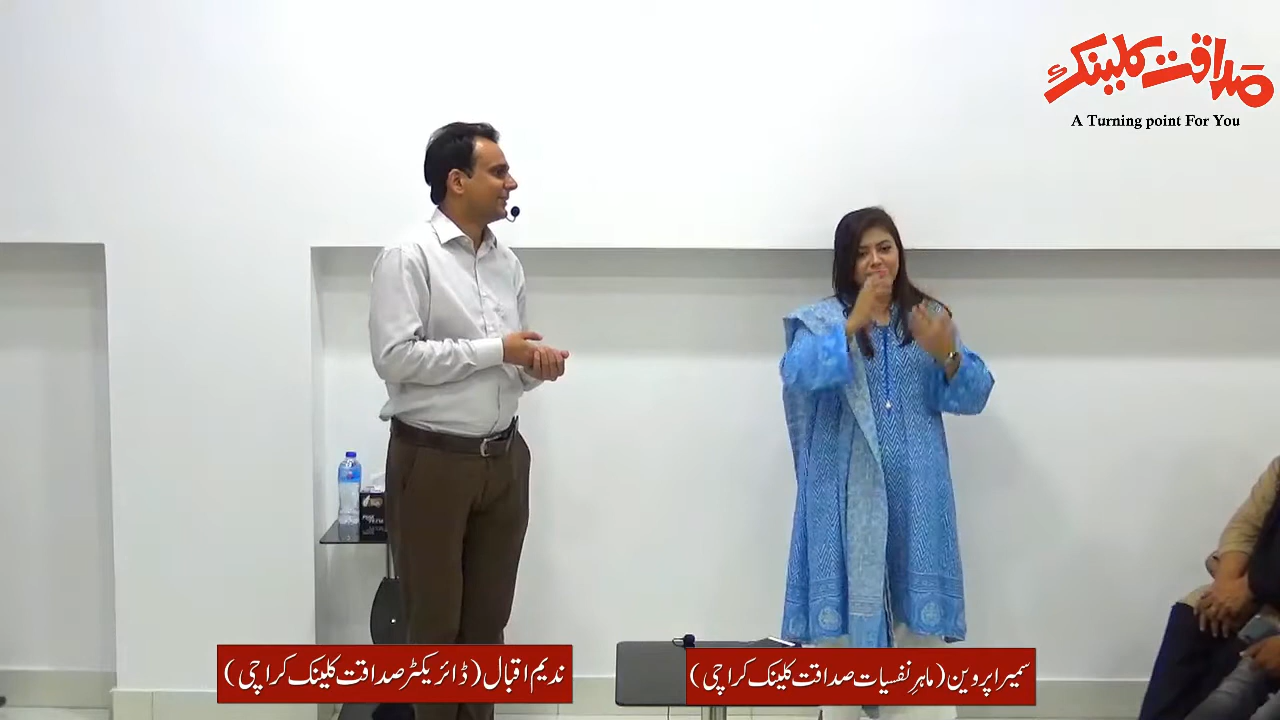 صداقت کلینک
A Turning point For You
ندیم اقبال (ڈائریکٹر صداقت کلینک کراچی)
سمیرا پروین (ماہرِ نفسیات صداقت کلینک کراچی)